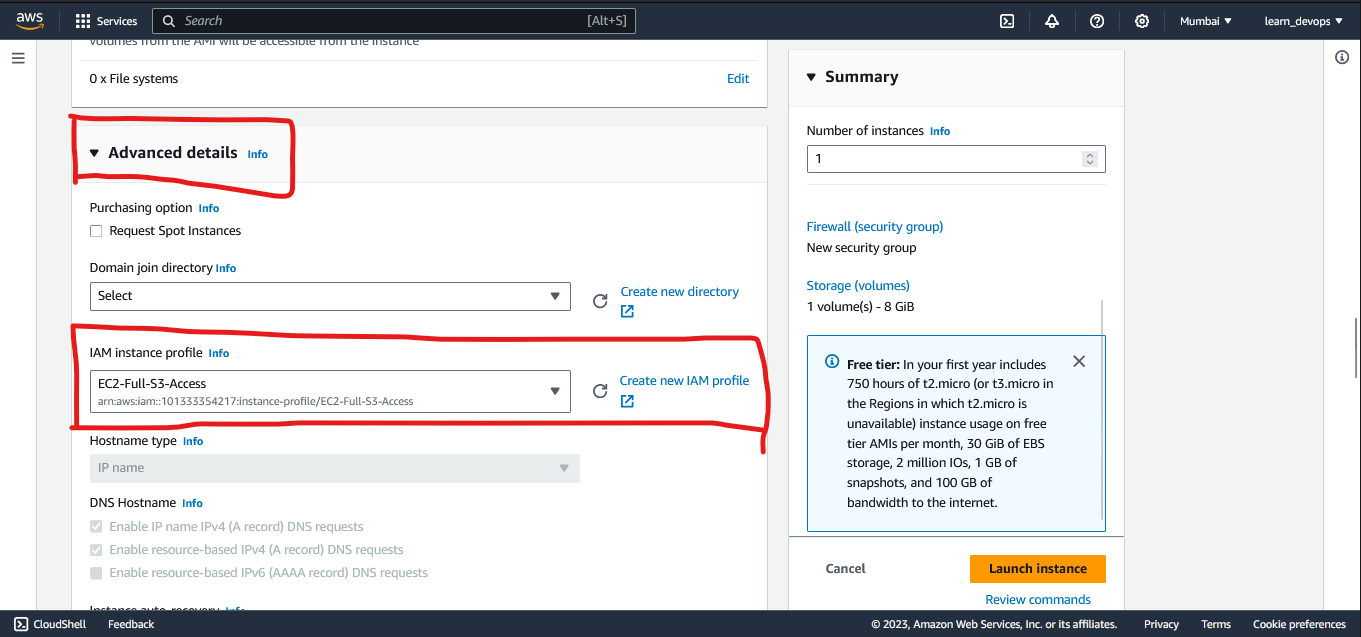 aws
Services
Search
[Alt+S]
Mumbai
learn_devops
volumes from the AMI will be accessible from the instance
0 x File systems
Edit
Advanced details Info
Purchasing option Info
Request Spot Instances
Domain join directory Info
Select
Create new directory
IAM instance profile Info
EC2-Full-S3-Access
arn:aws:iam::101333354217:instance-profile/EC2-Full-S3-Access
Create new IAM profile
Hostname type Info
IP name
DNS Hostname Info
Enable IP name IPv4 (A record) DNS requests
Enable resource-based IPv4 (A record) DNS requests
Enable resource-based IPv6 (AAAA record) DNS requests
Instance auto-recovery Info
Summary
Number of instances Info
1
Firewall (security group)
New security group
Storage (volumes)
1 volume(s) - 8 GiB
Free tier: In your first year includes
750 hours of t2.micro (or t3.micro in
the Regions in which t2.micro is
unavailable) instance usage on free
tier AMIs per month, 30 GiB of EBS
storage, 2 million IOs, 1 GB of
snapshots, and 100 GB of
bandwidth to the internet.
Cancel
Launch instance
Review commands
CloudShell
Feedback
© 2023, Amazon Web Services, Inc. or its affiliates.
Privacy
Terms
Cookie preferences